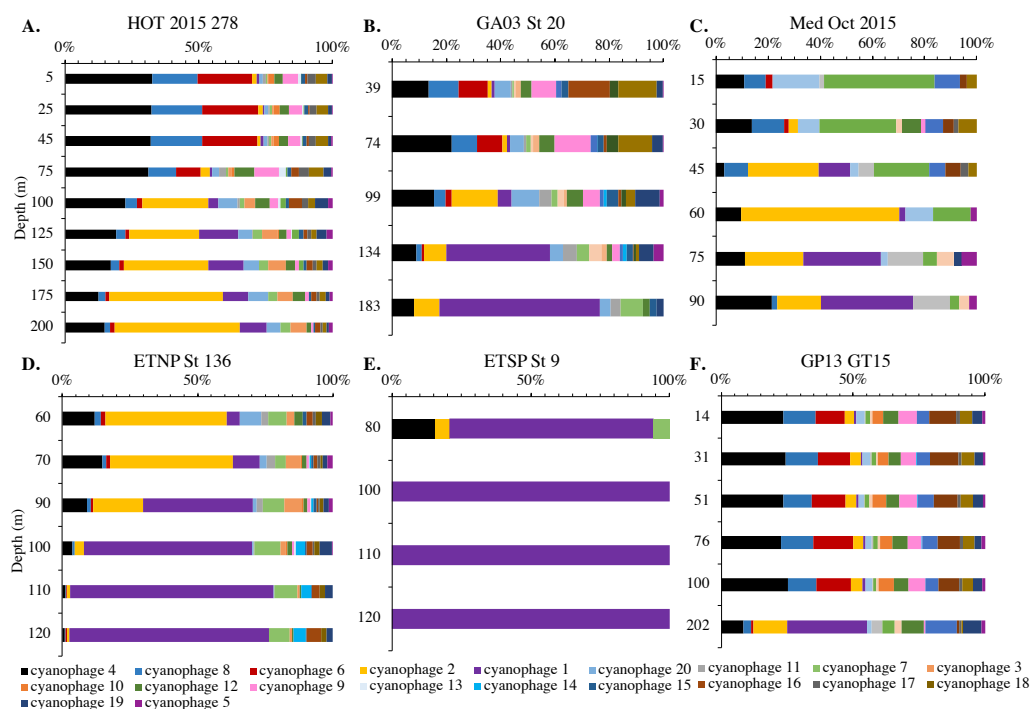 A. HOT 2015 278
0% 50% 100%
5
25
45
75
100
125
150
175
200
Depth (m)
B. GA03 St 20
0% 20% 40% 60% 80% 100%
39
74
99
134
183
C. Med Oct 2015
0% 20% 40% 60% 80% 100%
15
30
45
60
75
90
D. ETNP St 136
0% 50% 100%
60
70
90
100
110
120
Depth (m)
E. ETSP St 9
0% 20% 40% 60% 80% 100%
80
100
110
120
F. GP13 GT15
0% 50% 100%
14
31
51
76
100
202
cyanophage 4 cyanophage 8 cyanophage 6 cyanophage 2 cyanophage 1 cyanophage 20 cyanophage 11 cyanophage 7 cyanophage 3
cyanophage 10 cyanophage 12 cyanophage 9 cyanophage 13 cyanophage 14 cyanophage 15 cyanophage 16 cyanophage 17 cyanophage 18
cyanophage 19 cyanophage 5